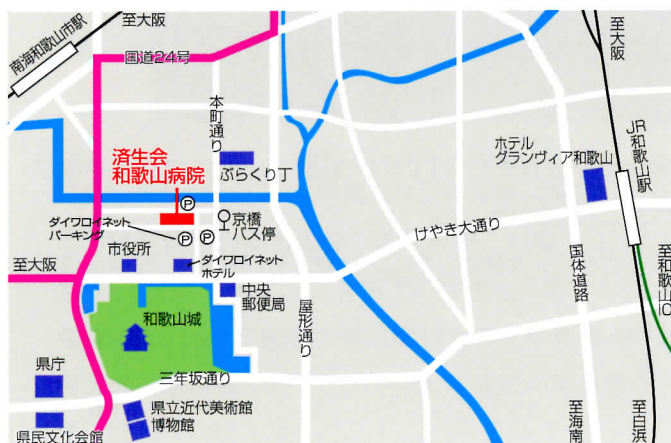 至大阪
南海和歌山市駅
国道24号
至大阪
本町通り
JR和歌山駅
ホテル
グランヴィア和歌山
済生会
和歌山病院
ぶらくり丁
P
京橋
バス停
ダイワロイネット
パーキング
P
P
けやき大通り
市役所
ダイワロイネット
ホテル
至大阪
国体道路
至和歌山IC
中央
郵便局
和歌山城
屋形通り
三年坂通り
県庁
県立近代美術館
博物館
県民文化会館
至海南
至白浜